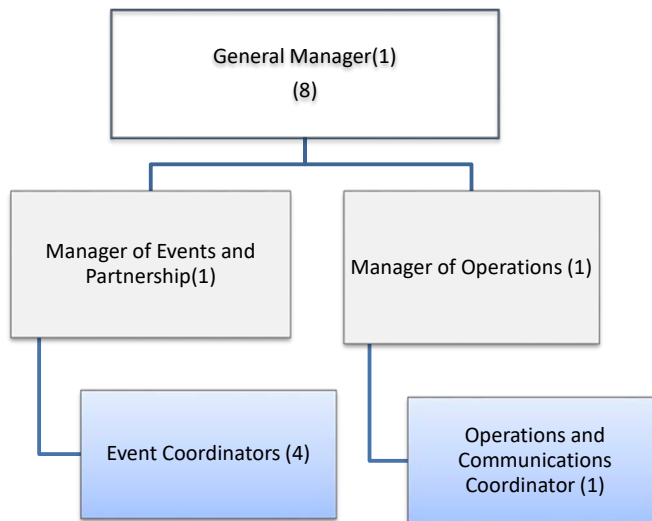 General Manager(1)
(8)
Manager of Events and
Partnership(1)
Manager of Operations (1)
Event Coordinators (4)
Operations and
Communications
Coordinator (1)